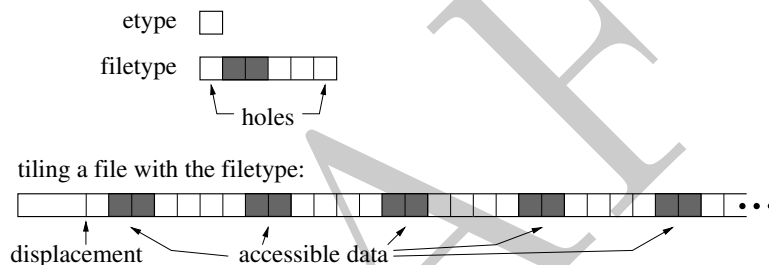 etype
filetype
holes
tiling a file with the filetype:
displacement accessible data